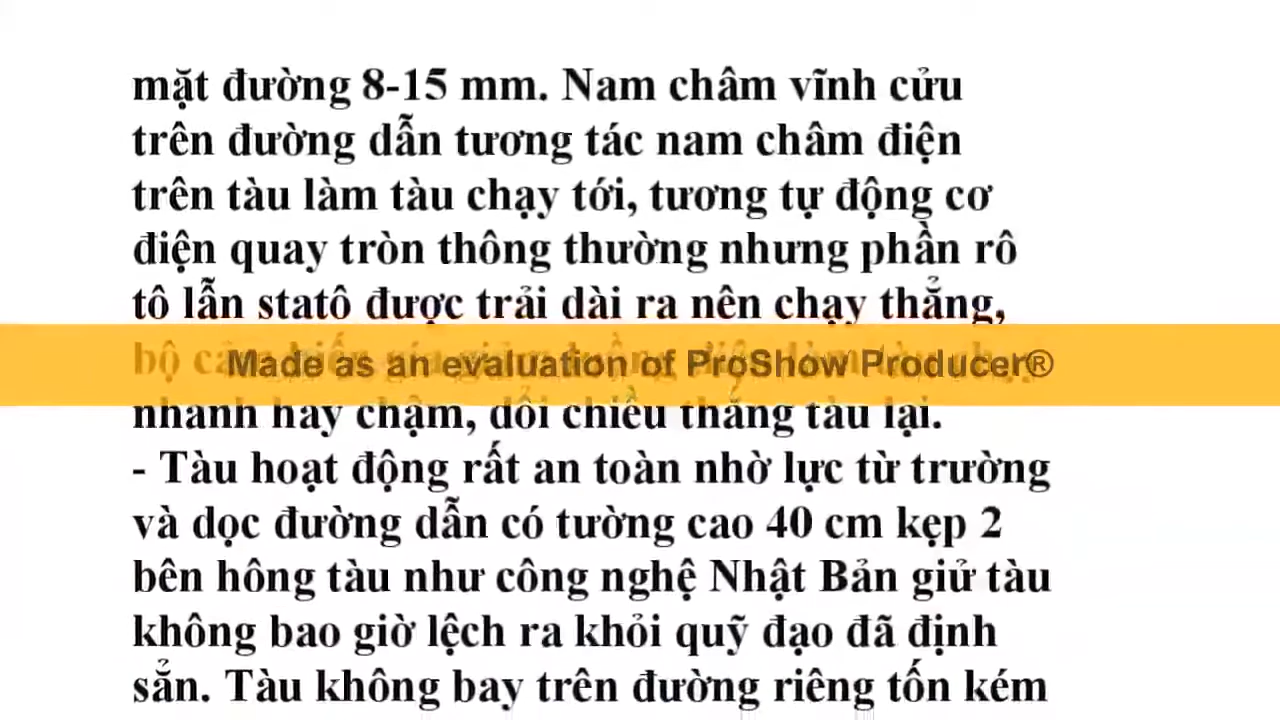 mặt đường 8-15 mm. Nam châm vĩnh cửu
trên đường dẫn tương tác nam châm điện
trên tàu làm tàu chạy tới, tương tự động cơ
điện quay tròn thông thường nhưng phần rô
tô lẫn statô được trải dài ra nên chạy thẳng,
bộ
Made as an evaluation of ProShow Producer®
nhanh hay chậm, đổi chiều thắng tàu lại.
- Tàu hoạt động rất an toàn nhờ lực từ trường
và dọc đường dẫn có tường cao 40 cm kẹp 2
bên hông tàu như công nghệ Nhật Bản giử tàu
không bao giờ lệch ra khỏi quỹ đạo đã định
sẳn. Tàu không bay trên đường riêng tốn kém